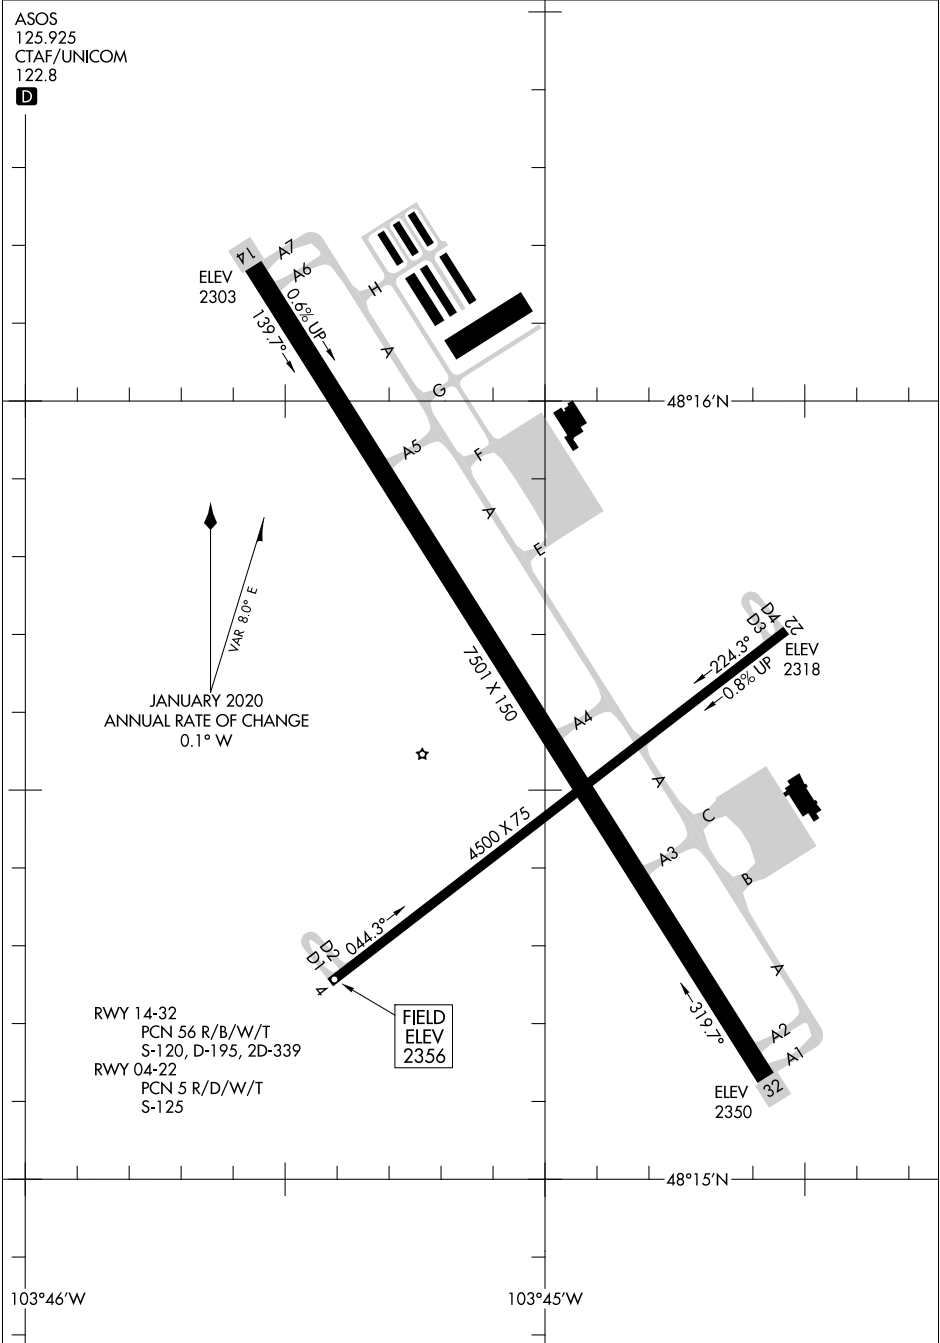 ASOS
125.925
CTAF/UNICOM
122.8
D
14
A7
A6
ELEV
2303
0.6% UP
139.7°
H
A
G
48°16'N
A5
F
A
E
VAR 8.0° E
D4
D3
22
224.3°
0.8% UP
ELEV
2318
7501 X 150
JANUARY 2020
ANNUAL RATE OF CHANGE
0.1° W
A4
A
C
4500 X 75
A3
B
044.3°
D2
D1
4
A
FIELD
ELEV
2356
319.7°
RWY 14-32
PCN 56 R/B/W/T
S-120, D-195, 2D-339
RWY 04-22
PCN 5 R/D/W/T
S-125
A2
A1
32
ELEV
2350
48°15'N
103°46'W
103°45'W